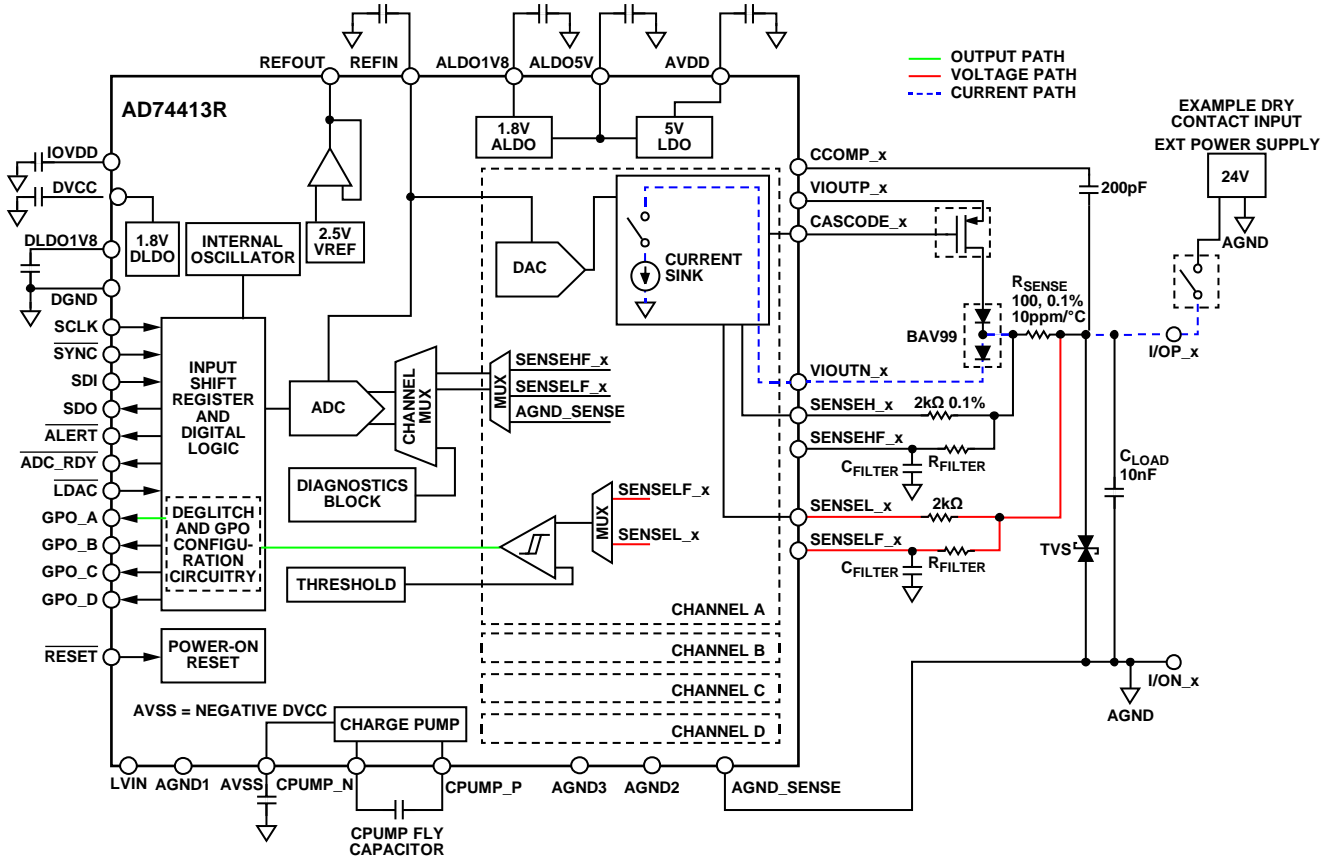 REFOUT
REFIN
ALDO1V8
ALDO5V
AVDD
OUTPUT PATH
VOLTAGE PATH
CURRENT PATH
AD74413R
EXAMPLE DRY
CONTACT INPUT
EXT POWER SUPPLY
24V
AGND
IOVDD
DVCC
DLDO1V8
DGND
1.8V
DLDO
INTERNAL
OSCILLATOR
2.5V
VREF
1.8V
ALDO
5V
LDO
CCOMP_x
VIOUTP_x
CASCODE_x
200pF
DAC
CURRENT
SINK
RSENSE
100, 0.1%
10ppm/°C
BAV99
I/OP_x
VIOUTN_x
SENSEH_x
2kΩ 0.1%
SENSEHF_x
CFILTER
RFILTER
SENSEL_x
2kΩ
SENSELF_x
CFILTER
RFILTER
CLOAD
10nF
TVS
SCLK
SYNC
SDI
SDO
ALERT
ADC_RDY
LDAC
GPO_A
GPO_B
GPO_C
GPO_D
RESET
INPUT
SHIFT
REGISTER
AND
DIGITAL
LOGIC
DEGLITCH
AND GPO
CONFIGU-
RATION
CIRCUITRY
ADC
CHANNEL
MUX
MUX
SENSEHF_x
SENSELF_x
AGND_SENSE
DIAGNOSTICS
BLOCK
THRESHOLD
MUX
SENSELF_x
SENSEL_x
CHANNEL A
CHANNEL B
CHANNEL C
CHANNEL D
POWER-ON
RESET
AVSS = NEGATIVE DVCC
CHARGE PUMP
I/ON_x
AGND
LVIN
AGND1
AVSS
CPUMP_N
CPUMP_P
AGND3
AGND2
AGND_SENSE
CPUMP FLY
CAPACITOR